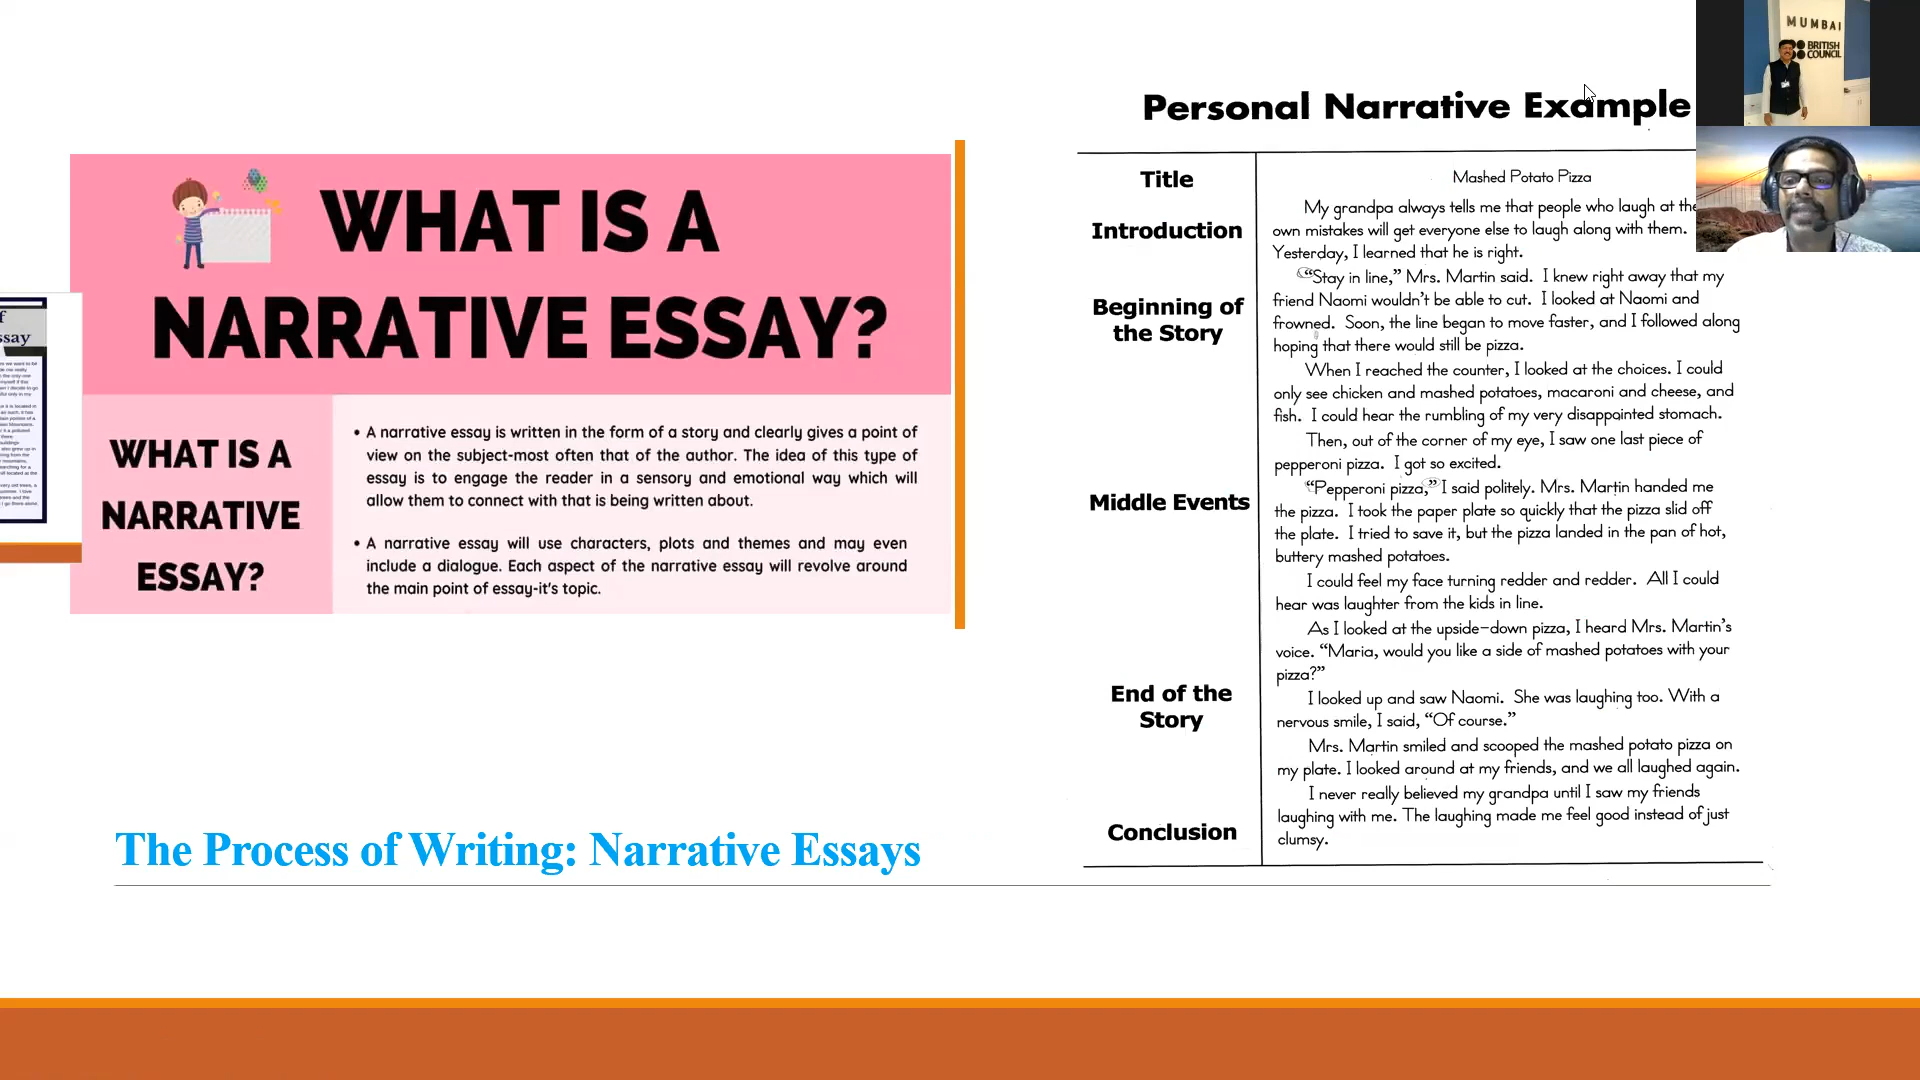 MUMBAI
BRITISH
COUNCIL
Personal Narrative Example
WHAT IS A
NARRATIVE ESSAY?
WHAT IS A
NARRATIVE
ESSAY?
• A narrative essay is written in the form of a story and clearly gives a point of
view on the subject-most often that of the author. The idea of this type of
essay is to engage the reader in a sensory and emotional way which will
allow them to connect with that is being written about.
• A narrative essay will use characters, plots and themes and may even
include a dialogue. Each aspect of the narrative essay will revolve around
the main point of essay-it's topic.
The Process of Writing: Narrative Essays
Title
Mashed Potato Pizza
Introduction
My grandpa always tells me that people who laugh at the
own mistakes will get everyone else to laugh along with them.
Yesterday, I learned that he is right.
Beginning of
the Story
“Stay in line,” Mrs. Martin said. I knew right away that my
friend Naomi wouldn't be able to cut. I looked at Naomi and
frowned. Soon, the line began to move faster, and I followed along
hoping that there would still be pizza.
When I reached the counter, I looked at the choices. I could
only see chicken and mashed potatoes, macaroni and cheese, and
fish. I could hear the rumbling of my very disappointed stomach.
Then, out of the corner of my eye, I saw one last piece of
pepperoni pizza. I got so excited.
Middle Events
“Pepperoni pizza,” I said politely. Mrs. Martin handed me
the pizza. I took the paper plate so quickly that the pizza slid off
the plate. I tried to save it, but the pizza landed in the pan of hot,
buttery mashed potatoes.
I could feel my face turning redder and redder. All I could
hear was laughter from the kids in line.
As I looked at the upside-down pizza, I heard Mrs. Martin's
voice. “Maria, would you like a side of mashed potatoes with your
pizza?”
End of the
Story
I looked up and saw Naomi. She was laughing too. With a
nervous smile, I said, “Of course.”
Mrs. Martin smiled and scooped the mashed potato pizza on
my plate. I looked around at my friends, and we all laughed again.
Conclusion
I never really believed my grandpa until I saw my friends
laughing with me. The laughing made me feel good instead of just
clumsy.